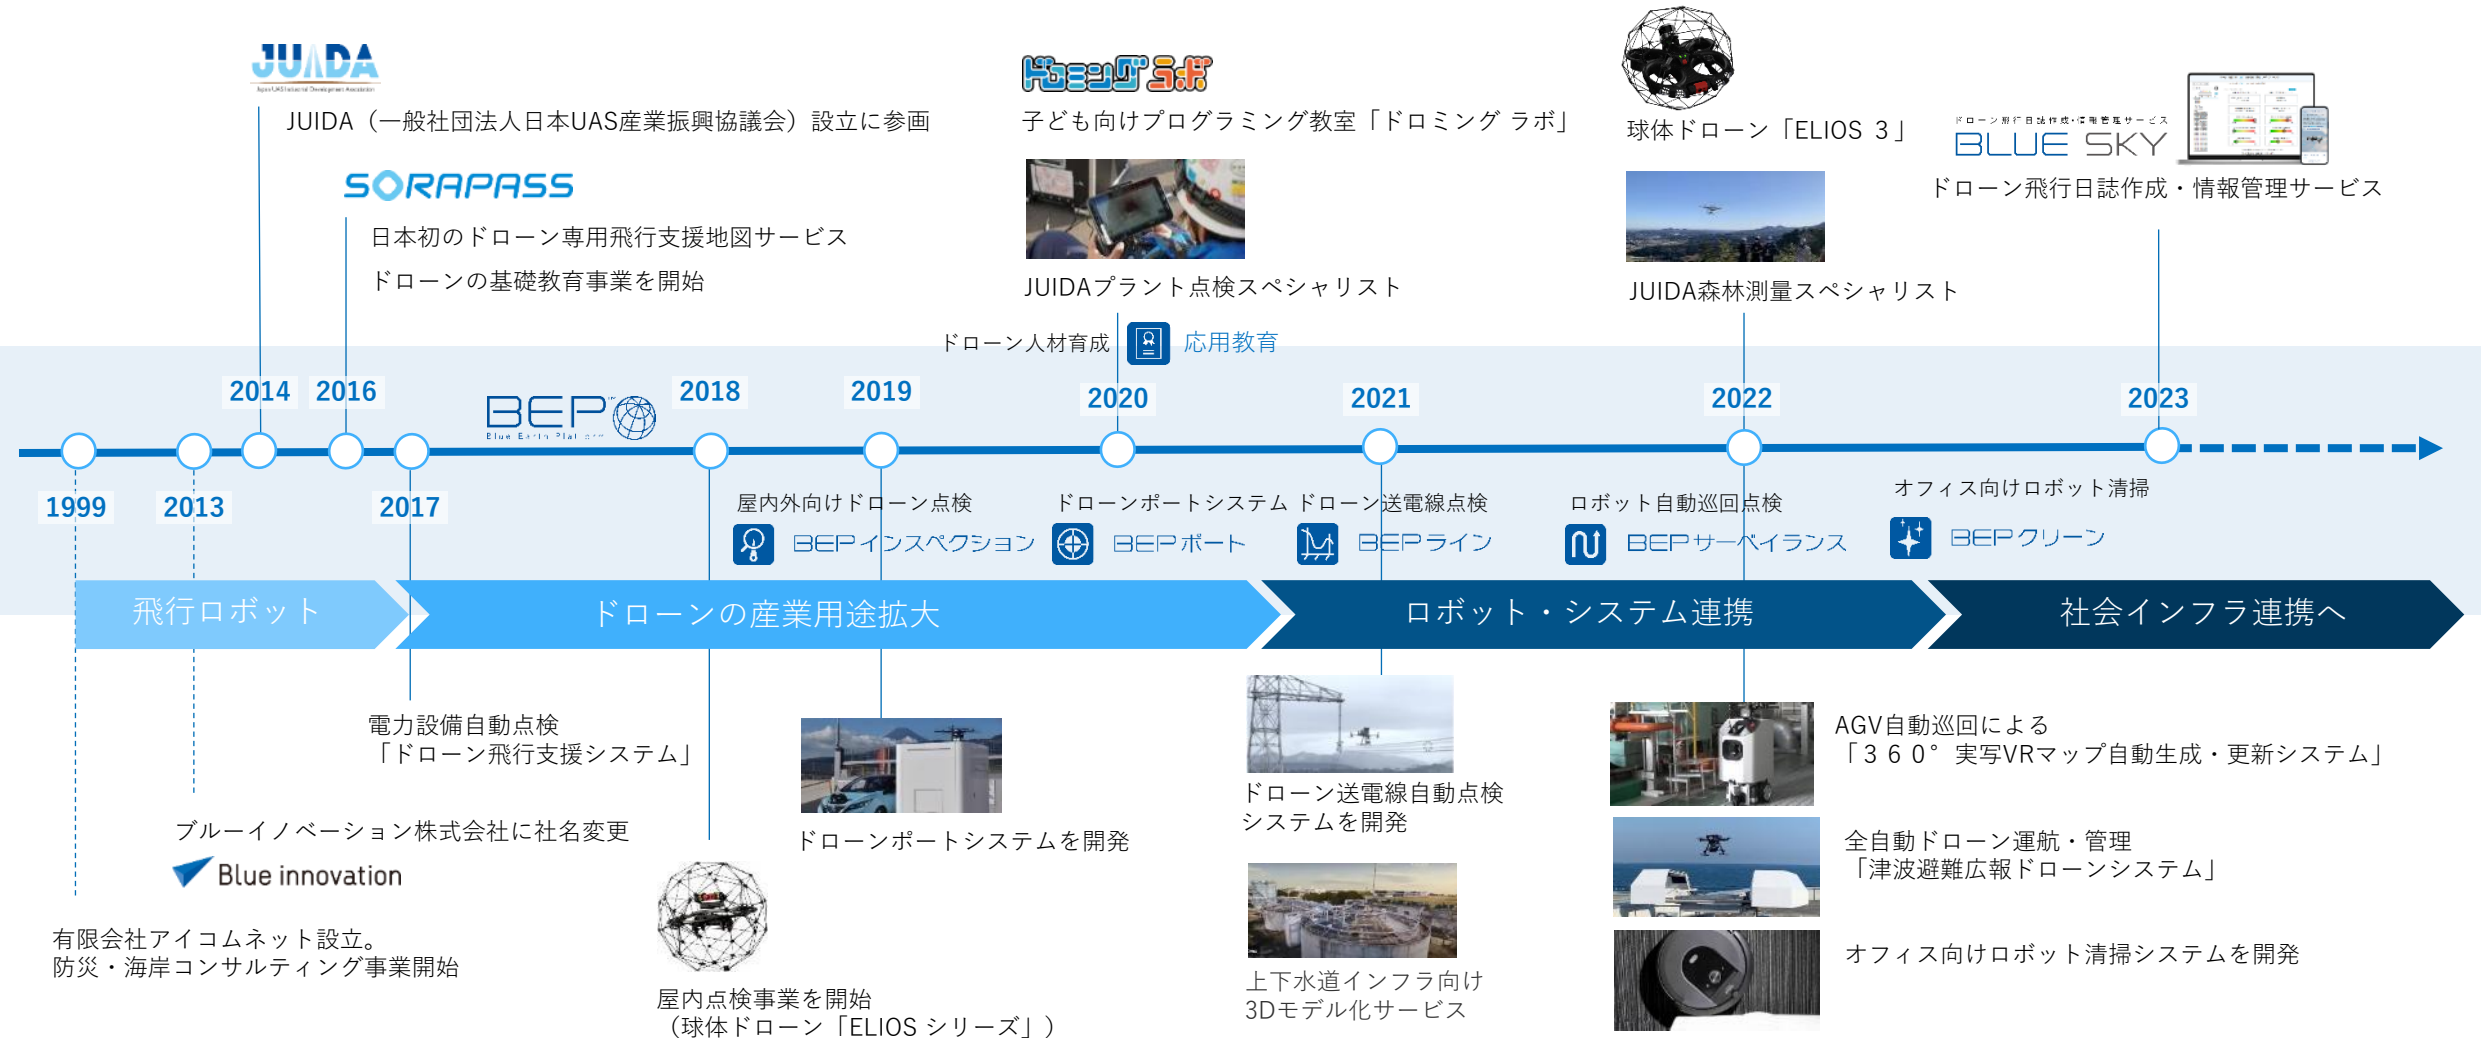 JUIDA
Japan UAS Industrial Development Association
JUIDA（一般社団法人日本UAS産業振興協議会）設立に参画
SORAPASS
日本初のドローン専用飛行支援地図サービス
ドローンの基礎教育事業を開始
ドロミングラボ
子ども向けプログラミング教室「ドロミング ラボ」
JUIDAプラント点検スペシャリスト
ドローン人材育成
応用教育
球体ドローン「ELIOS ３」
JUIDA森林測量スペシャリスト
ドローン飛行日誌作成・情報管理サービス
BLUE SKY
ドローン飛行日誌作成・情報管理サービス
2014
2016
BEP™
Blue Earth Platform
2018
2019
2020
2021
2022
2023
1999
2013
2017
屋内外向けドローン点検
BEPインスペクション
ドローンポートシステム
BEPポート
ドローン送電線点検
BEPライン
ロボット自動巡回点検
BEPサーベイランス
オフィス向けロボット清掃
BEPクリーン
飛行ロボット
ドローンの産業用途拡大
ロボット・システム連携
社会インフラ連携へ
電力設備自動点検
「ドローン飛行支援システム」
ブルーイノベーション株式会社に社名変更
Blue innovation
有限会社アイコムネット設立。
防災・海岸コンサルティング事業開始
屋内点検事業を開始
（球体ドローン「ELIOS シリーズ」）
ドローンポートシステムを開発
ドローン送電線自動点検
システムを開発
上下水道インフラ向け
3Dモデル化サービス
AGV自動巡回による
「３６０°実写VRマップ自動生成・更新システム」
全自動ドローン運航・管理
「津波避難広報ドローンシステム」
オフィス向けロボット清掃システムを開発